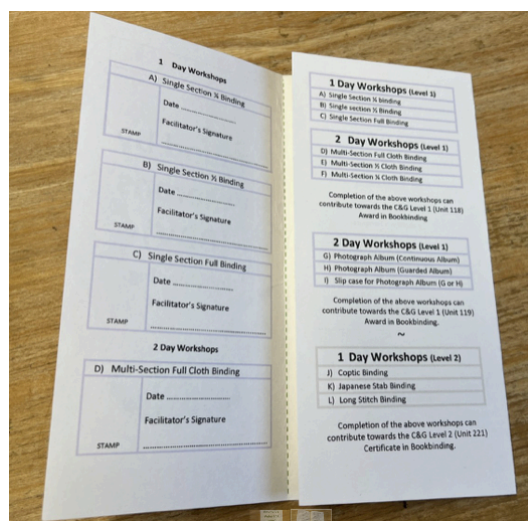 1 Day Workshops
A) Single Section ¼ Binding
Date
Facilitator's Signature
STAMP
B) Single Section ½ Binding
Date
Facilitator's Signature
STAMP
C) Single Section Full Binding
Date
Facilitator's Signature
STAMP
2 Day Workshops
D) Multi-Section Full Cloth Binding
Date
Facilitator's Signature
STAMP
1 Day Workshops (Level 1)
A) Single Section ¼ binding
B) Single section ½ Binding
C) Single Section Full Binding
2 Day Workshops (Level 1)
D) Multi-Section Full Cloth Binding
E) Multi-Section ½ Cloth Binding
F) Multi-Section ¼ Cloth Binding
Completion of the above workshops can
contribute towards the C&G Level 1 (Unit 118)
Award in Bookbinding
2 Day Workshops (Level 1)
G) Photograph Album (Continuous Album)
H) Photograph Album (Guarded Album)
I) Slip case for Photograph Album (G or H)
Completion of the above workshops can
contribute towards the C&G Level 1 (Unit 119)
Award in Bookbinding.
~
1 Day Workshops (Level 2)
J) Coptic Binding
K) Japanese Stab Binding
L) Long Stitch Binding
Completion of the above workshops can
contribute towards the C&G Level 2 (Unit 221)
Certificate in Bookbinding.